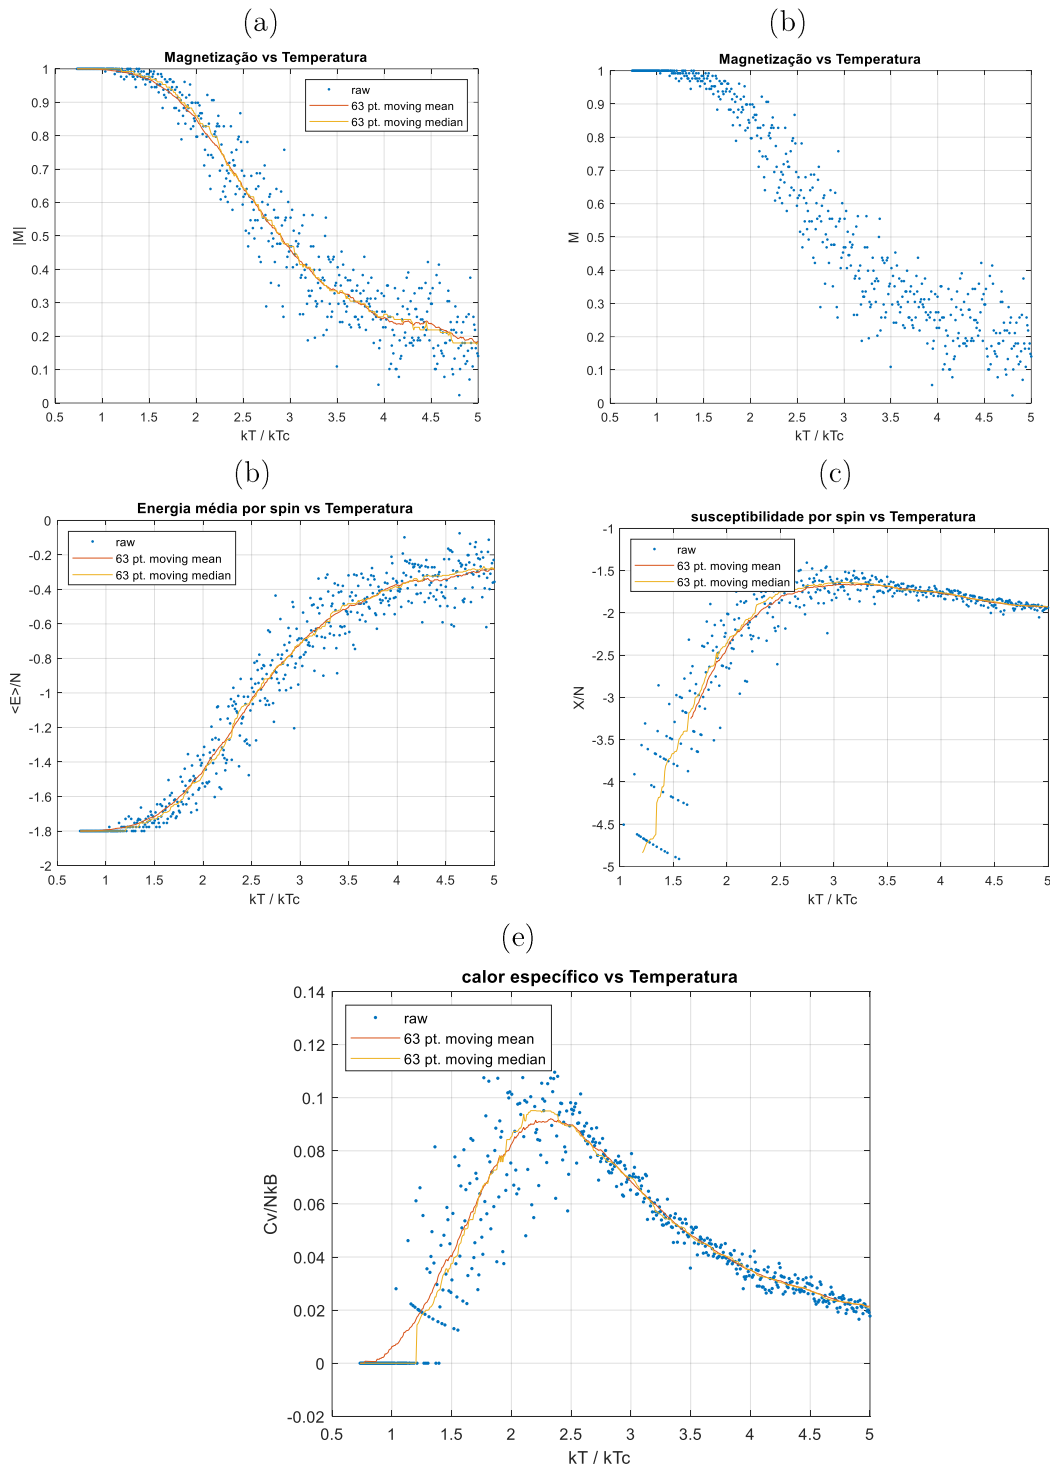 (a)
Magnetização vs Temperatura
raw
63 pt. moving mean
63 pt. moving median
1
0.9
0.8
0.7
0.6
0.5
0.4
0.3
0.2
0.1
0
|M|
0.5 1 1.5 2 2.5 3 3.5 4 4.5 5
kT / kTc
(b)
Magnetização vs Temperatura
1
0.9
0.8
0.7
0.6
0.5
0.4
0.3
0.2
0.1
0
M
0.5 1 1.5 2 2.5 3 3.5 4 4.5 5
kT / kTc
(b)
Energia média por spin vs Temperatura
raw
63 pt. moving mean
63 pt. moving median
0
-0.2
-0.4
-0.6
-0.8
-1
-1.2
-1.4
-1.6
-1.8
-2
<E>/N
0.5 1 1.5 2 2.5 3 3.5 4 4.5 5
kT / kTc
(c)
susceptibilidade por spin vs Temperatura
raw
63 pt. moving mean
63 pt. moving median
-1
-1.5
-2
-2.5
-3
-3.5
-4
-4.5
-5
X/N
1 1.5 2 2.5 3 3.5 4 4.5 5
kT / kTc
(e)
calor específico vs Temperatura
raw
63 pt. moving mean
63 pt. moving median
0.14
0.12
0.1
0.08
0.06
0.04
0.02
0
-0.02
Cv/NkB
0.5 1 1.5 2 2.5 3 3.5 4 4.5 5
kT / kTc